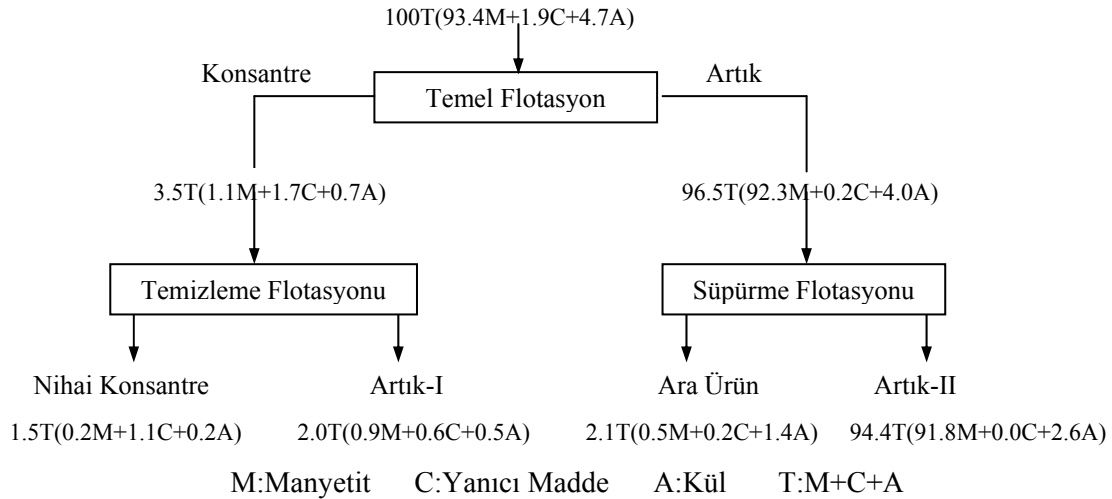 100T(93.4M+1.9C+4.7A)
Konsantre
Artık
Temel Flotasyon
3.5T(1.1M+1.7C+0.7A)
96.5T(92.3M+0.2C+4.0A)
Temizleme Flotasyonu
Süpürme Flotasyonu
Nihai Konsantre
Artık-I
Ara Ürün
Artık-II
1.5T(0.2M+1.1C+0.2A)
2.0T(0.9M+0.6C+0.5A)
2.1T(0.5M+0.2C+1.4A)
94.4T(91.8M+0.0C+2.6A)
M:Manyetit C:Yanıcı Madde A:Kül T:M+C+A